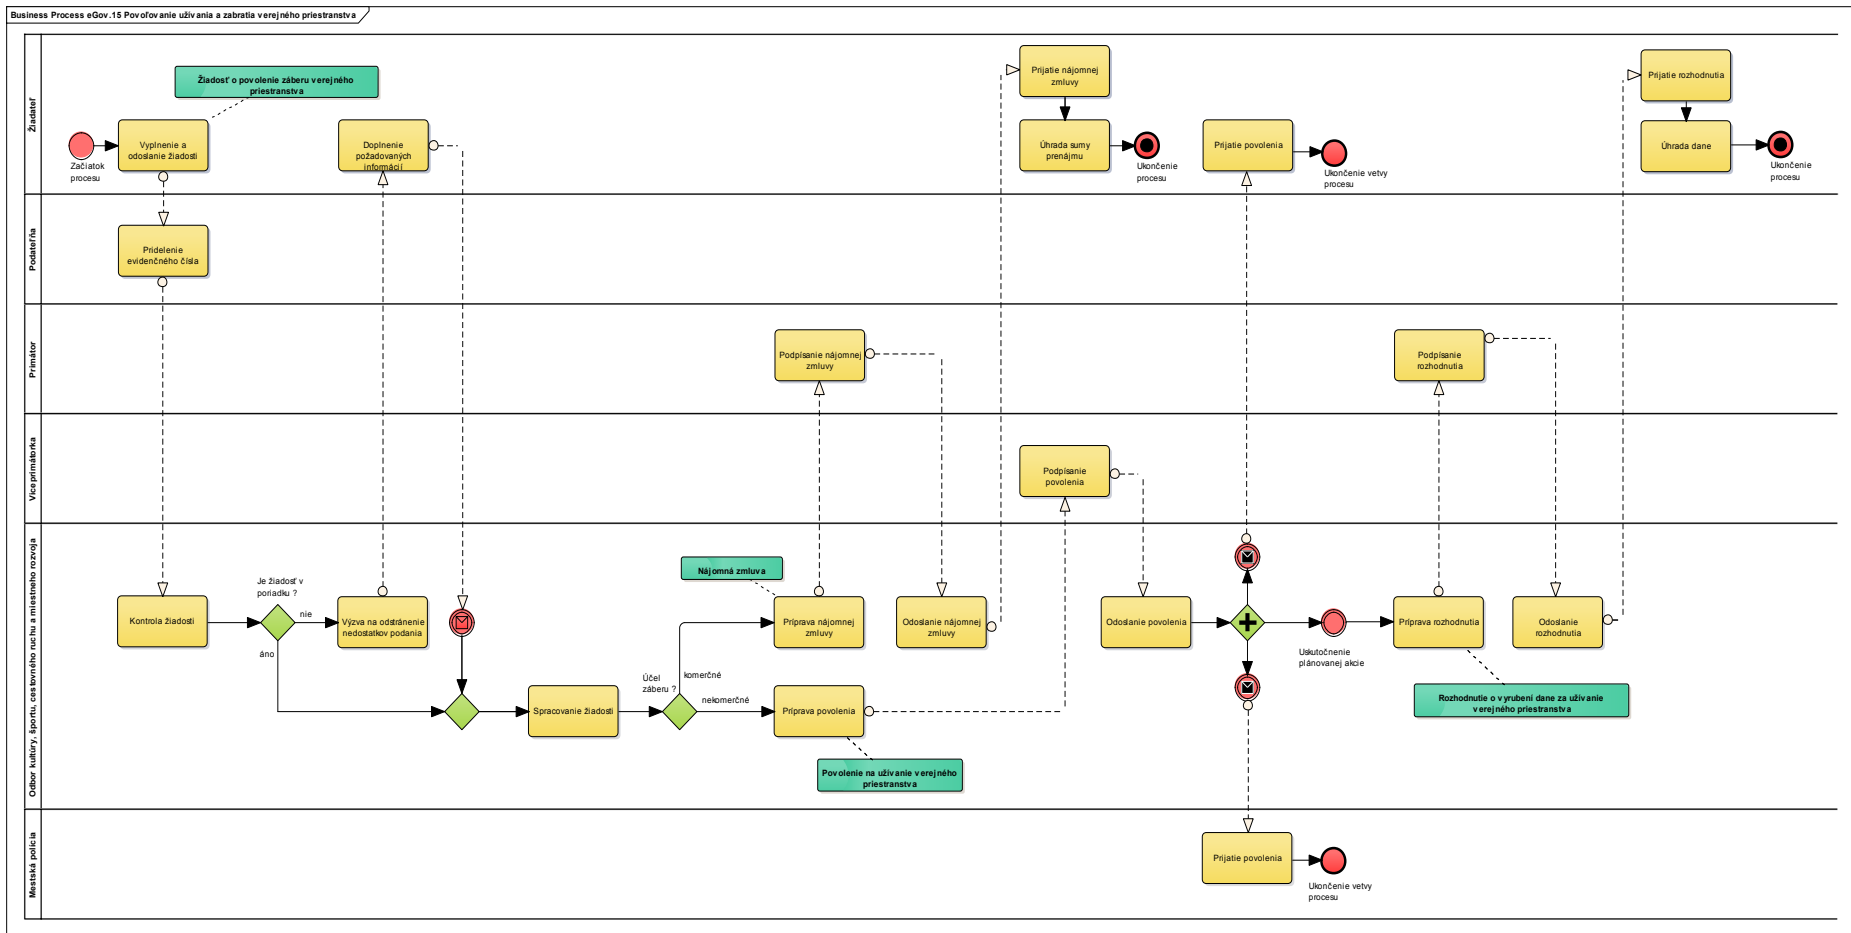 Business Process eGov.15 Povoľovanie užívania a zabratia verejného priestranstva
Žiadateľ
Žiadosť o povolenie záberu verejného
priestranstva
Začiatok
procesu
Vyplnenie a
odoslanie žiadosti
Doplnenie
požadovaných
informácií
Prijatie nájomnej
zmluvy
Úhrada sumy
prenájmu
Ukončenie
procesu
Prijatie povolenia
Ukončenie vetvy
procesu
Prijatie rozhodnutia
Úhrada dane
Ukončenie
procesu
Podateľňa
Pridelenie
evidenčného čísla
Primátor
Podpísanie nájomnej
zmluvy
Podpísanie
rozhodnutia
Viceprimátorka
Podpísanie
povolenia
Odbor kultúry, športu, cestovného ruchu a miestneho rozvoja
Kontrola žiadosti
Je žiadosť v
poriadku ?
nie
áno
Výzva na odstránenie
nedostatkov podania
Spracovanie žiadosti
Účel
záberu ?
komerčné
nekomerčné
Nájomná zmluva
Príprava nájomnej
zmluvy
Odoslanie nájomnej
zmluvy
Príprava povolenia
Povolenie na užívanie verejného
priestranstva
Odoslanie povolenia
Uskutočnenie
plánovanej akcie
Príprava rozhodnutia
Odoslanie
rozhodnutia
Rozhodnutie o vyrubení dane za užívanie
verejného priestranstva
Mestská polícia
Prijatie povolenia
Ukončenie vetvy
procesu